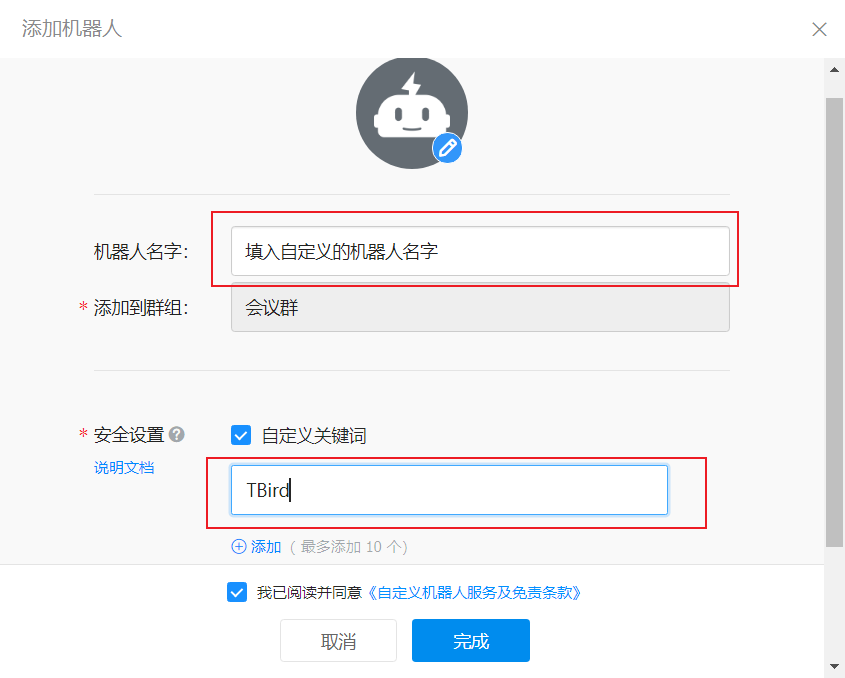 添加机器人
机器人名字:
填入自定义的机器人名字
* 添加到群组:
会议群
* 安全设置 ?
自定义关键词
说明文档
TBird
添加 ( 最多添加 10 个)
我已阅读并同意《自定义机器人服务及免责条款》
取消
完成